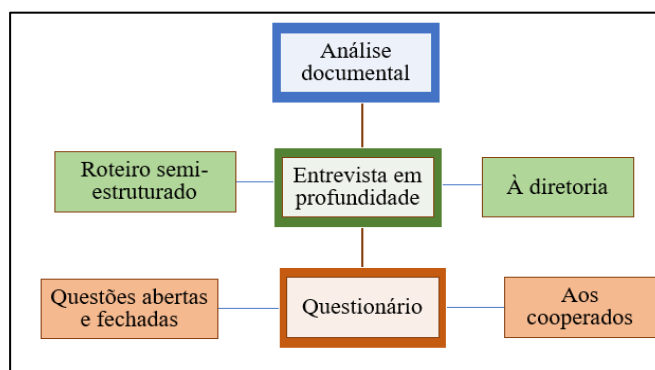 Análise
documental
Roteiro semi-
estruturado
Entrevista em
profundidade
À diretoria
Questões abertas
e fechadas
Questionário
Aos
cooperados